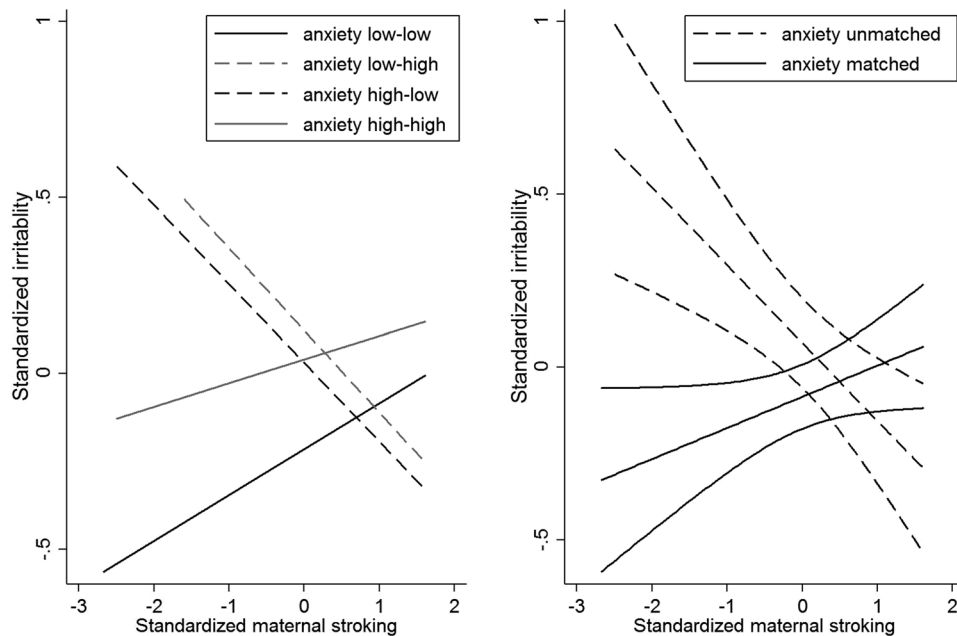 1
.5
0
-.5
Standardized irritablity
anxiety low-low
anxiety low-high
anxiety high-low
anxiety high-high
-3 -2 -1 0 1 2
Standardized maternal stroking
1
.5
0
-.5
Standardized irritability
anxiety unmatched
anxiety matched
-3 -2 -1 0 1 2
Standardized maternal stroking